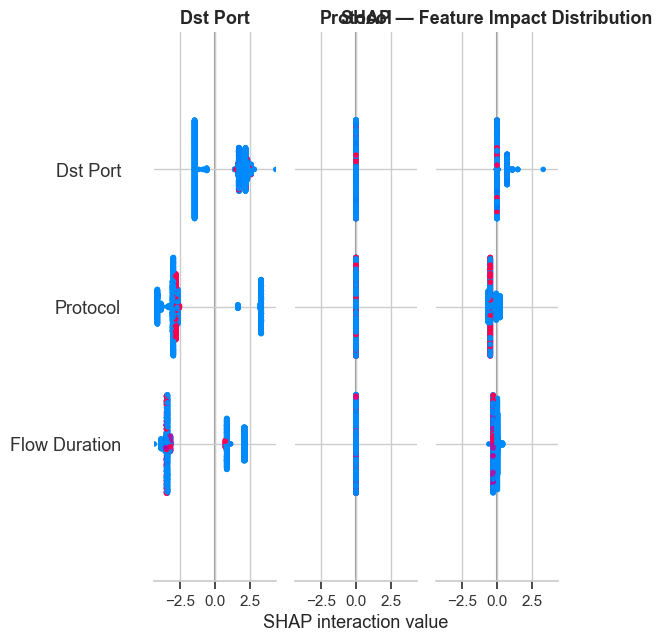 Dst Port
Protocol
SHAP — Feature Impact Distribution
Dst Port
Protocol
Flow Duration
−2.5 0.0 2.5 −2.5 0.0 2.5 −2.5 0.0 2.5
SHAP interaction value